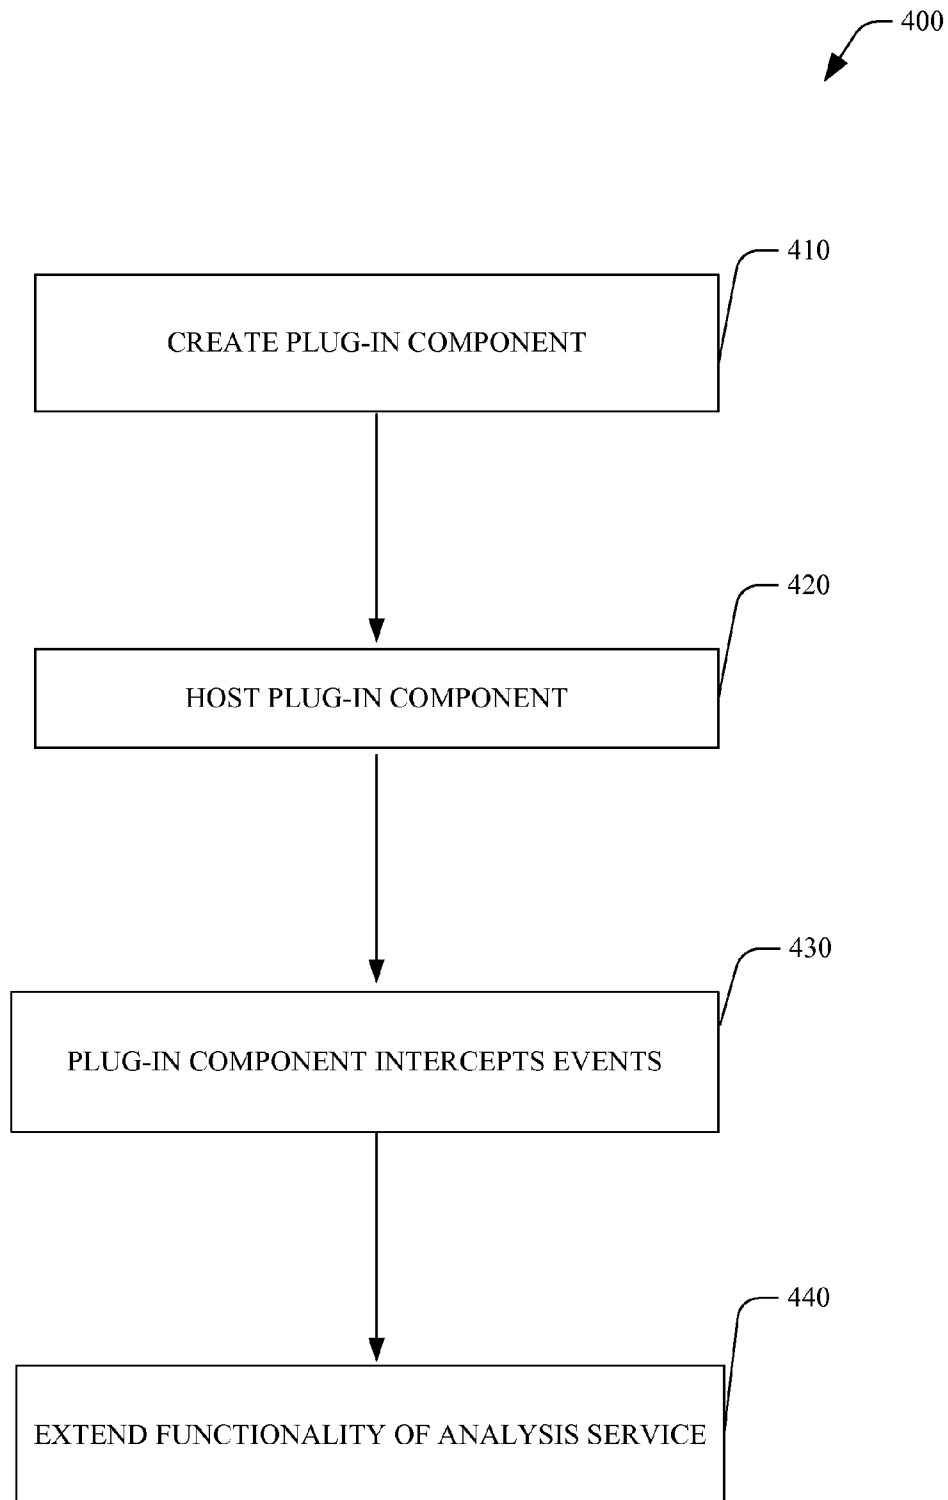 400
410
CREATE PLUG-IN COMPONENT
420
HOST PLUG-IN COMPONENT
430
PLUG-IN COMPONENT INTERCEPTS EVENTS
440
EXTEND FUNCTIONALITY OF ANALYSIS SERVICE